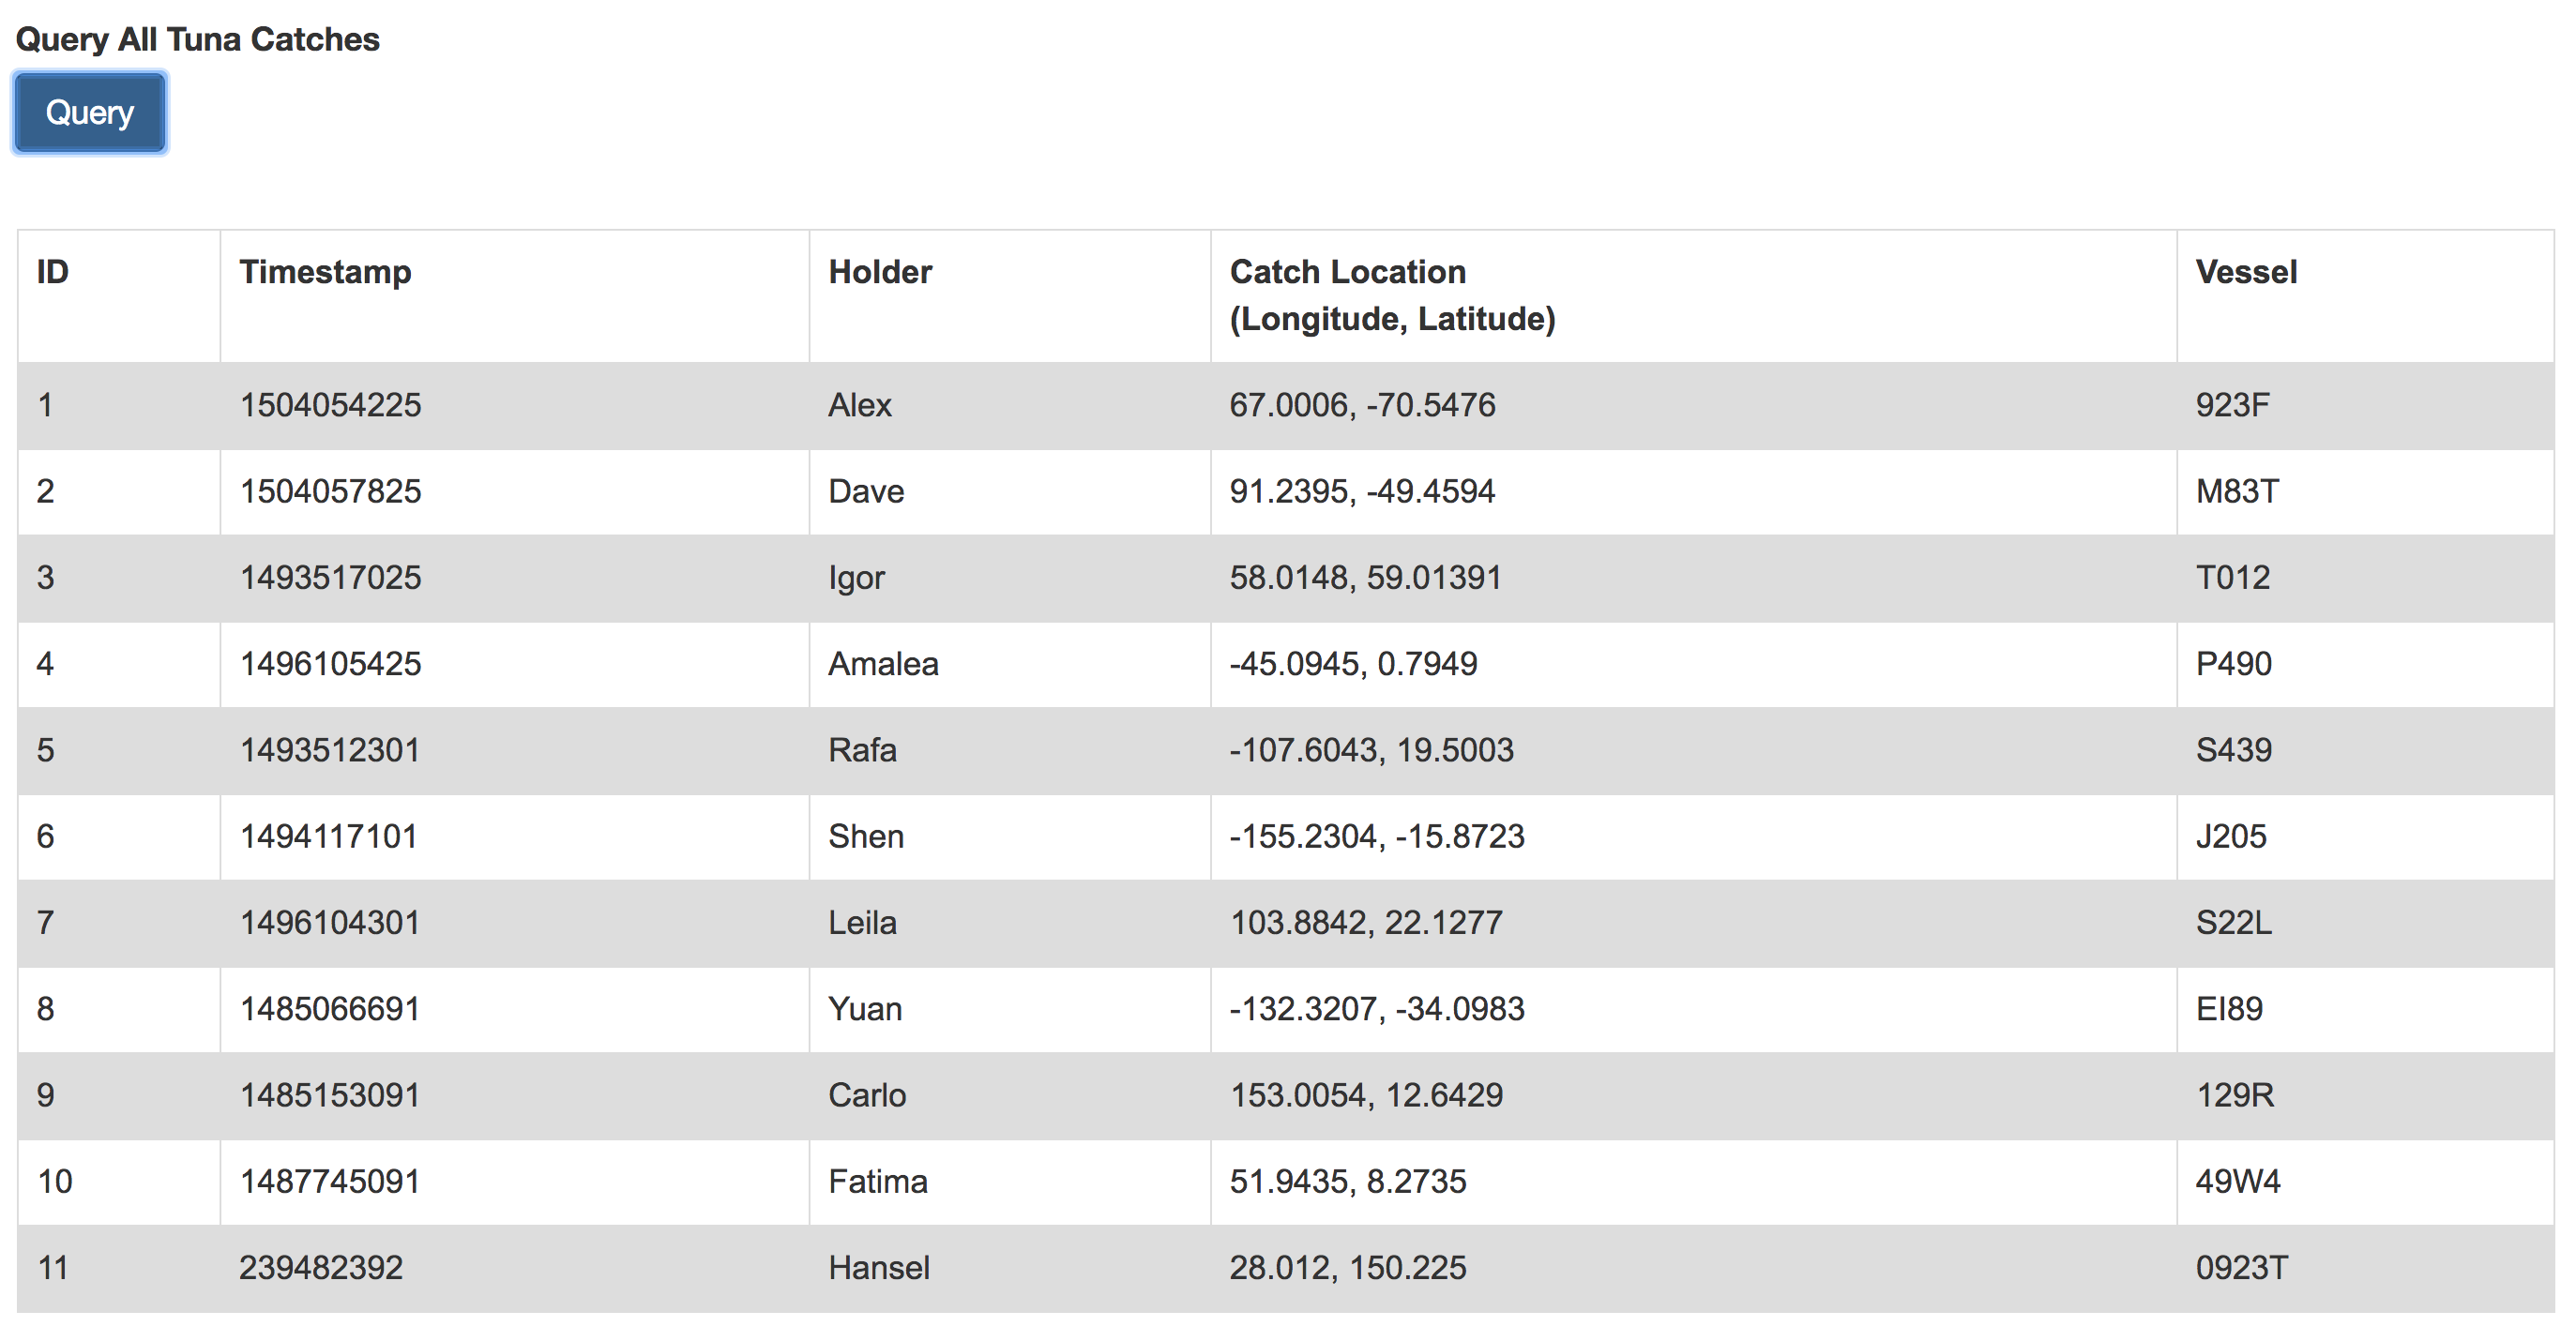 Query All Tuna Catches
Query
ID Timestamp Holder Catch Location Vessel
(Longitude, Latitude)
1 1504054225 Alex 67.0006, -70.5476 923F
2 1504057825 Dave 91.2395, -49.4594 M83T
3 1493517025 Igor 58.0148, 59.01391 T012
4 1496105425 Amalea -45.0945, 0.7949 P490
5 1493512301 Rafa -107.6043, 19.5003 S439
6 1494117101 Shen -155.2304, -15.8723 J205
7 1496104301 Leila 103.8842, 22.1277 S22L
8 1485066691 Yuan -132.3207, -34.0983 EI89
9 1485153091 Carlo 153.0054, 12.6429 129R
10 1487745091 Fatima 51.9435, 8.2735 49W4
11 239482392 Hansel 28.012, 150.225 0923T